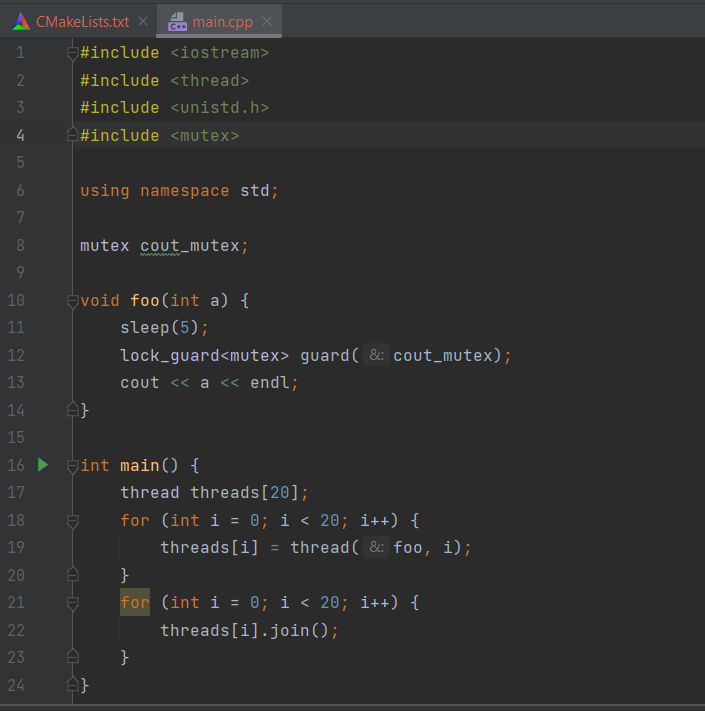 CMakeLists.txt main.cpp
1 #include <iostream>
2 #include <thread>
3 #include <unistd.h>
4 #include <mutex>
5
6 using namespace std;
7
8 mutex cout_mutex;
9
10 void foo(int a) {
11     sleep(5);
12     lock_guard<mutex> guard( &: cout_mutex);
13     cout << a << endl;
14 }
15
16 int main() {
17     thread threads[20];
18     for (int i = 0; i < 20; i++) {
19         threads[i] = thread( &: foo, i);
20     }
21     for (int i = 0; i < 20; i++) {
22         threads[i].join();
23     }
24 }